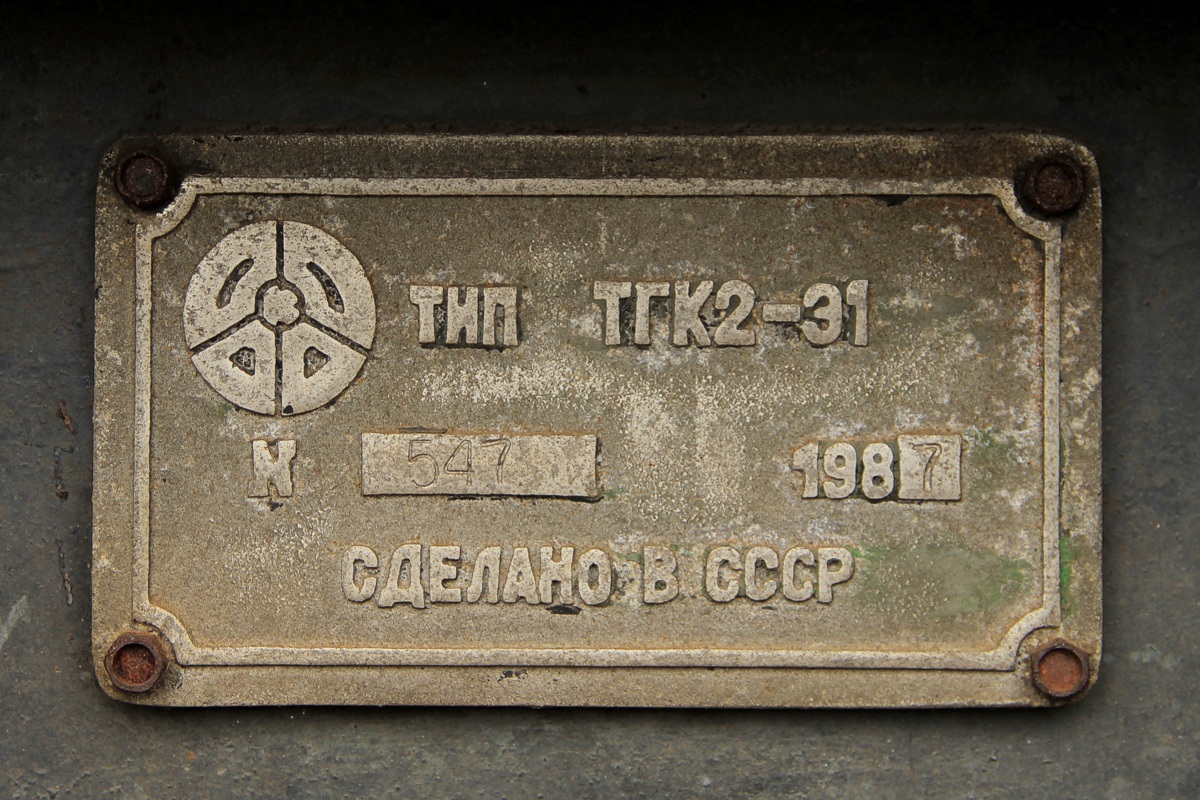 ТИП ТГК2-Э1
N 547 1987
СДЕЛАНО В СССР